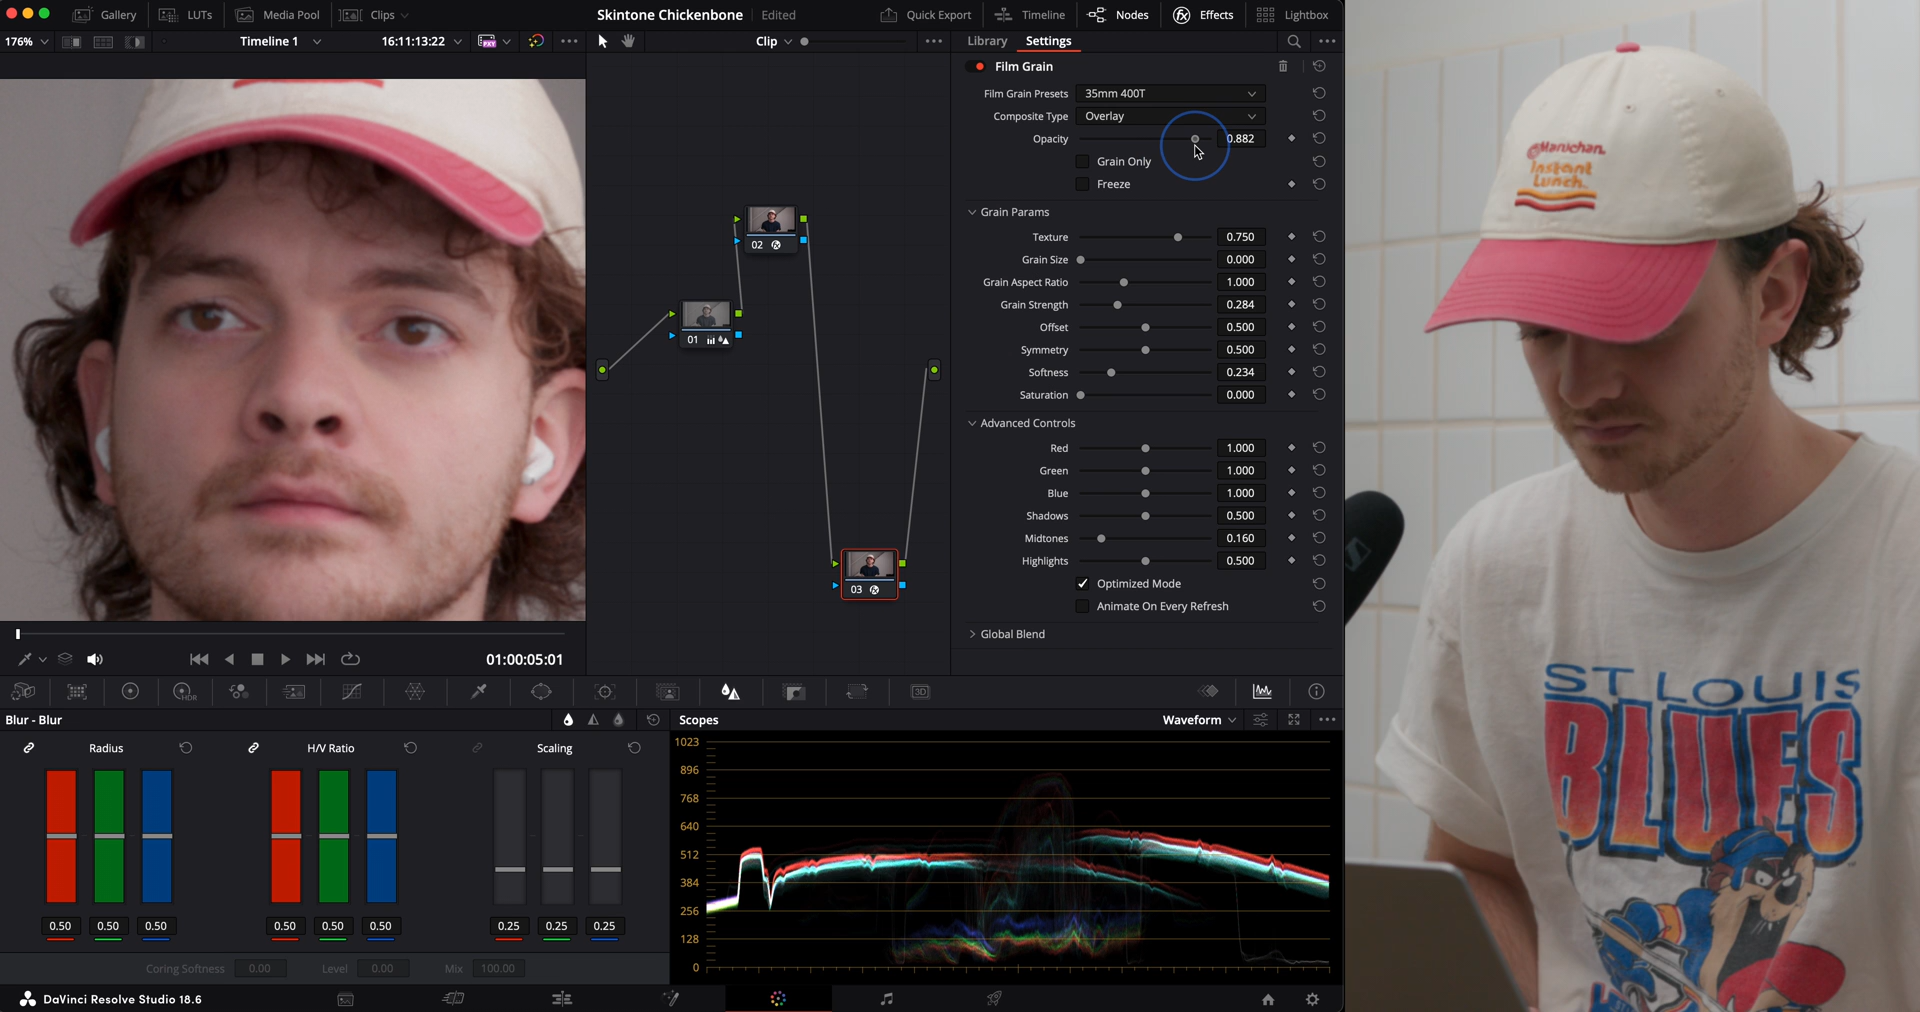 Gallery LUTs Media Pool Clips Skintone Chickenbone Edited Quick Export Timeline Nodes Effects Lightbox
176% Timeline 1 16:11:13:22 Clip Library Settings
Film Grain
Film Grain Presets 35mm 400T
Composite Type Overlay
Opacity 0.882
Grain Only
Freeze
Grain Params
Texture 0.750
Grain Size 0.000
Grain Aspect Ratio 1.000
Grain Strength 0.284
Offset 0.500
Symmetry 0.500
Softness 0.234
Saturation 0.000
Advanced Controls
Red 1.000
Green 1.000
Blue 1.000
Shadows 0.500
Midtones 0.160
Highlights 0.500
Optimized Mode
Animate On Every Refresh
Global Blend
02
01
03
01:00:05:01
HDR
3D
Blur - Blur
Radius H/V Ratio Scaling
0.50 0.50 0.50 0.50 0.50 0.50 0.25 0.25 0.25
Coring Softness 0.00 Level 0.00 Mix 100.00
Scopes Waveform
1023
896
768
640
512
384
256
128
0
DaVinci Resolve Studio 18.6
@Manichan.
Instant
Lunch.
ST LOUIS
BLUES